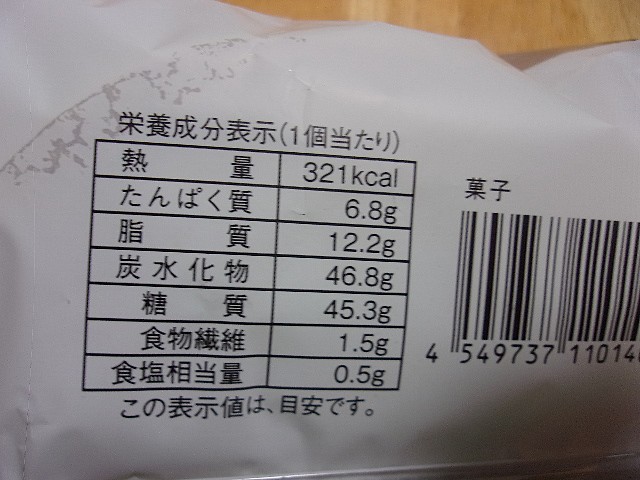 栄養成分表示(1個当たり)
熱量 321kcal
たんぱく質 6.8g
脂質 12.2g
炭水化物 46.8g
糖質 45.3g
食物繊維 1.5g
食塩相当量 0.5g
この表示値は、目安です。
菓子
4 549737 11014